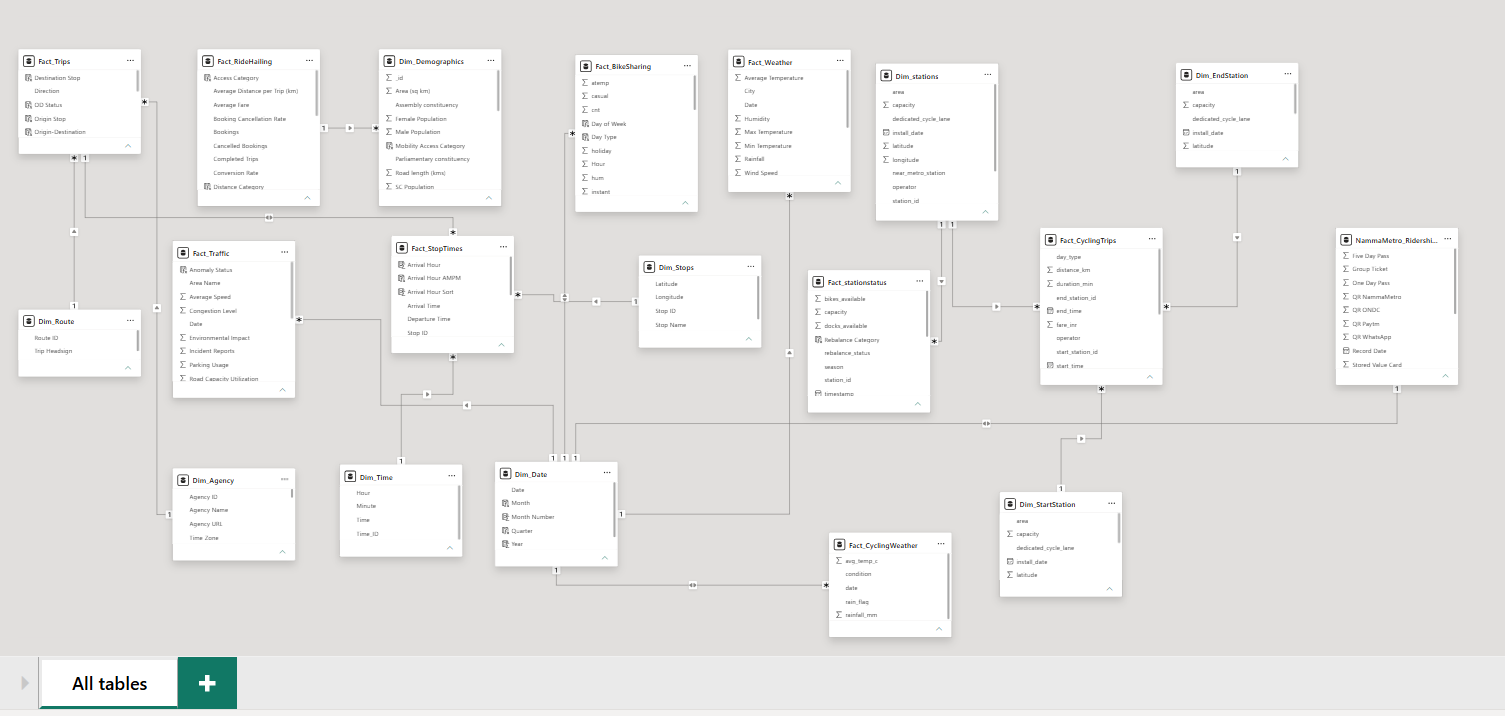 Fact_Trips
Destination Stop
Direction
OD Status
Origin Stop
Origin-Destination
Fact_RideHailing
Access Category
Average Distance per Trip (km)
Average Fare
Booking Cancellation Rate
Bookings
Cancelled Bookings
Completed Trips
Conversion Rate
Distance Category
Dim_Demographics
_id
Area (sq km)
Assembly constituency
Female Population
Male Population
Mobility Access Category
Parliamentary constituency
Road length (kms)
SC Population
Fact_BikeSharing
atemp
casual
cnt
Day of Week
Day Type
holiday
Hour
hum
instant
Fact_Weather
Average Temperature
City
Date
Humidity
Max Temperature
Min Temperature
Rainfall
Wind Speed
Dim_stations
area
capacity
dedicated_cycle_lane
install_date
latitude
longitude
near_metro_station
operator
station_id
Dim_EndStation
area
capacity
dedicated_cycle_lane
install_date
latitude
Fact_Traffic
Anomaly Status
Area Name
Average Speed
Congestion Level
Date
Environmental Impact
Incident Reports
Parking Usage
Road Capacity Utilization
Fact_StopTimes
Arrival Hour
Arrival Hour AMPM
Arrival Hour Sort
Arrival Time
Departure Time
Stop ID
Dim_Stops
Latitude
Longitude
Stop ID
Stop Name
Fact_stationstatus
bikes_available
capacity
docks_available
Rebalance Category
rebalance_status
season
station_id
timestamp
Fact_CyclingTrips
day_type
distance_km
duration_min
end_station_id
end_time
fare_inr
operator
start_station_id
start_time
NammaMetro_Ridershi...
Five Day Pass
Group Ticket
One Day Pass
QR NammaMetro
QR ONDC
QR Paytm
QR WhatsApp
Record Date
Stored Value Card
Dim_Route
Route ID
Trip Headsign
Dim_Agency
Agency ID
Agency Name
Agency URL
Time Zone
Dim_Time
Hour
Minute
Time
Time_ID
Dim_Date
Date
Month
Month Number
Quarter
Year
Fact_CyclingWeather
avg_temp_c
condition
date
rain_flag
rainfall_mm
Dim_StartStation
area
capacity
dedicated_cycle_lane
install_date
latitude
All tables